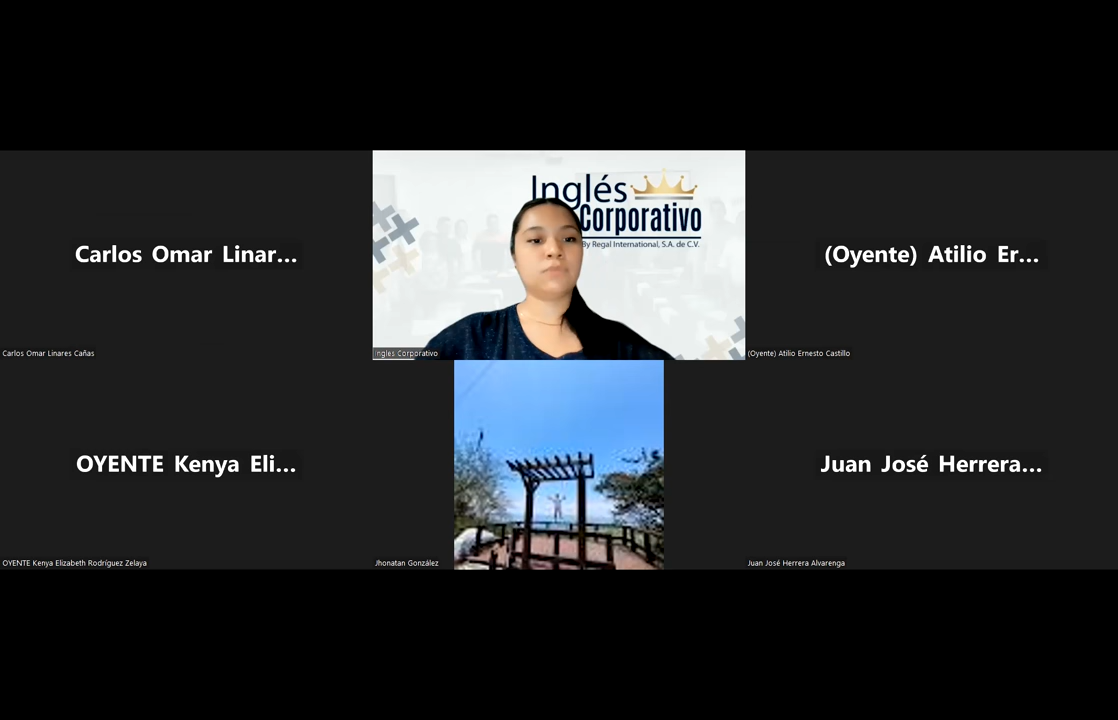 Carlos Omar Linar...
Carlos Omar Linares Cañas
Inglés
Corporativo
By Regal International, S.A. de C.V.
Ingles Corporativo
(Oyente) Atilio Er...
(Oyente) Atilio Ernesto Castillo
OYENTE Kenya Eli...
OYENTE Kenya Elizabeth Rodríguez Zelaya
Jhonatan González
Juan José Herrera...
Juan José Herrera Alvarenga